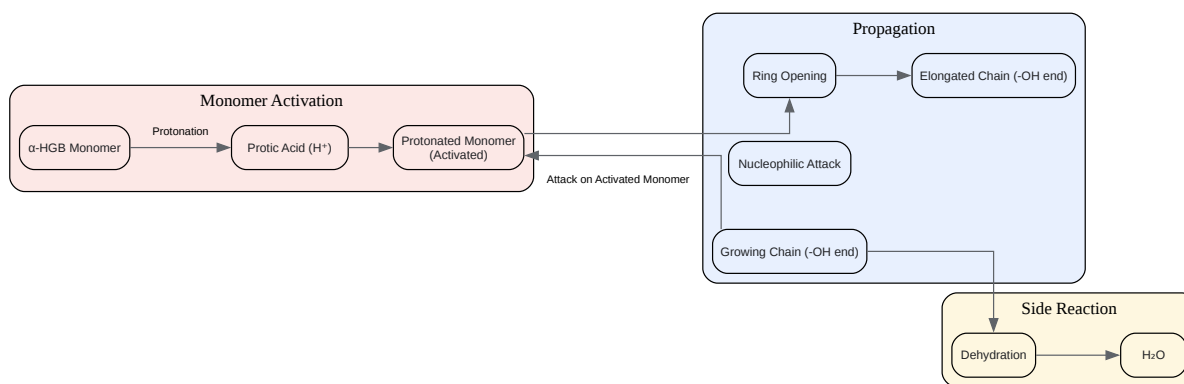 Monomer Activation
α-HGB Monomer
Protonation
Protic Acid (H⁺)
Protonated Monomer
(Activated)
Attack on Activated Monomer
Propagation
Ring Opening
Elongated Chain (-OH end)
Nucleophilic Attack
Growing Chain (-OH end)
Side Reaction
Dehydration
H₂O